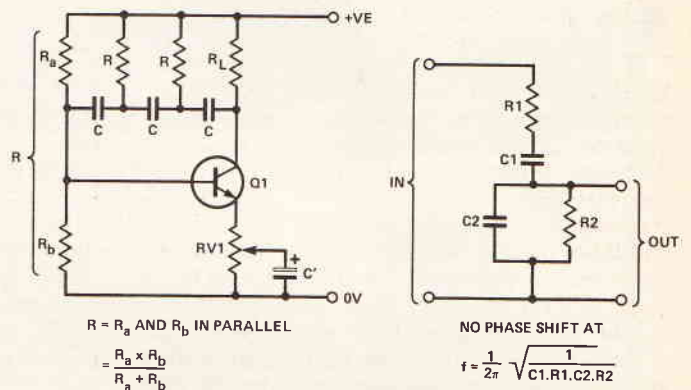 +VE
Ra
R
R
RL
C
C
C
R
Q1
Rb
RV1
+
C'
0V
R = Ra AND Rb IN PARALLEL
= Ra x Rb
Ra + Rb
R1
C1
IN
C2
R2
OUT
NO PHASE SHIFT AT
f = 1/2π √1/C1.R1.C2.R2